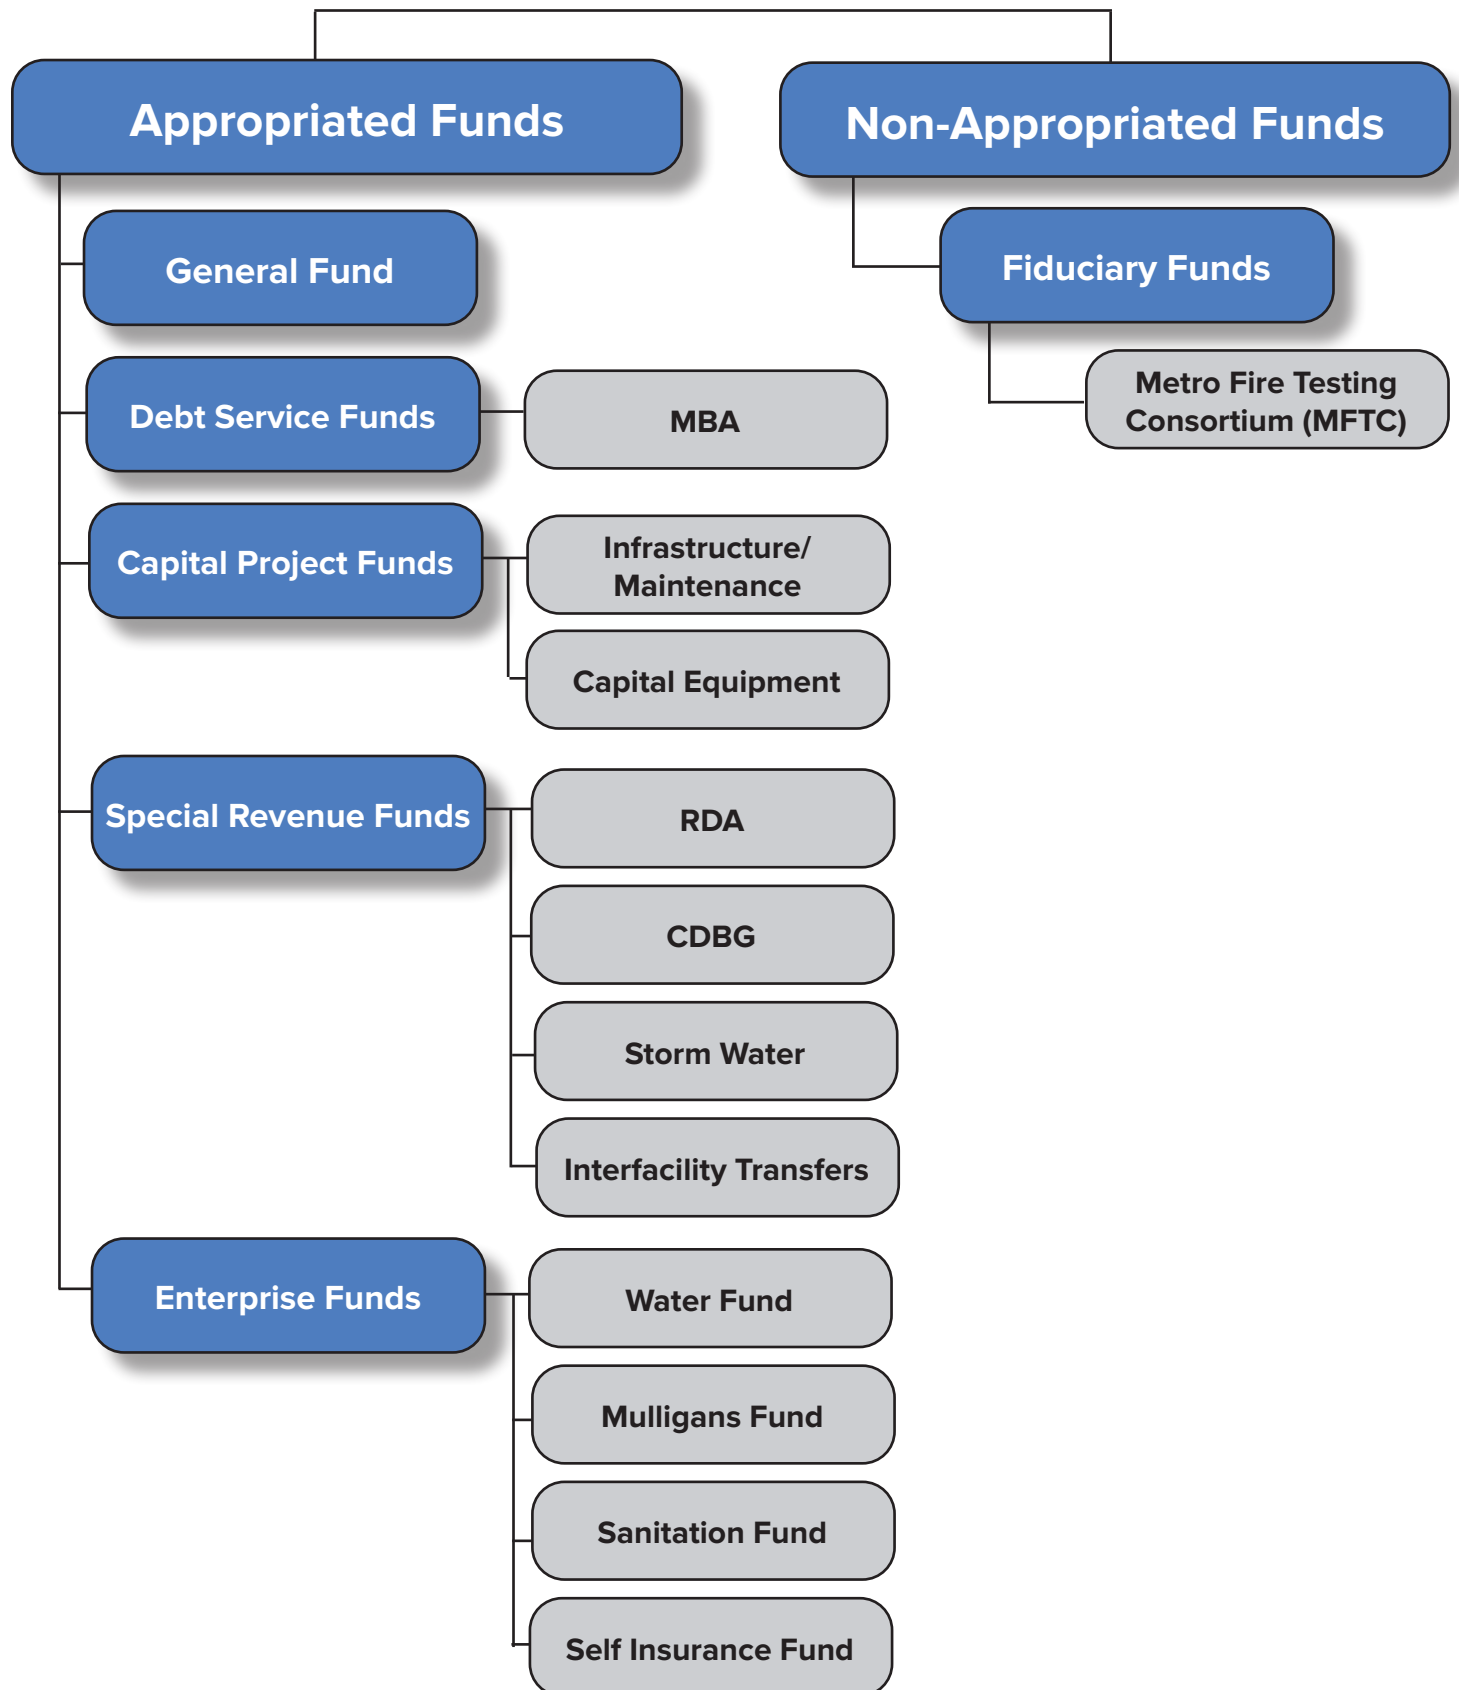 Appropriated Funds
Non-Appropriated Funds
General Fund
Fiduciary Funds
Debt Service Funds
MBA
Metro Fire Testing
Consortium (MFTC)
Capital Project Funds
Infrastructure/
Maintenance
Capital Equipment
Special Revenue Funds
RDA
CDBG
Storm Water
Interfacility Transfers
Enterprise Funds
Water Fund
Mulligans Fund
Sanitation Fund
Self Insurance Fund